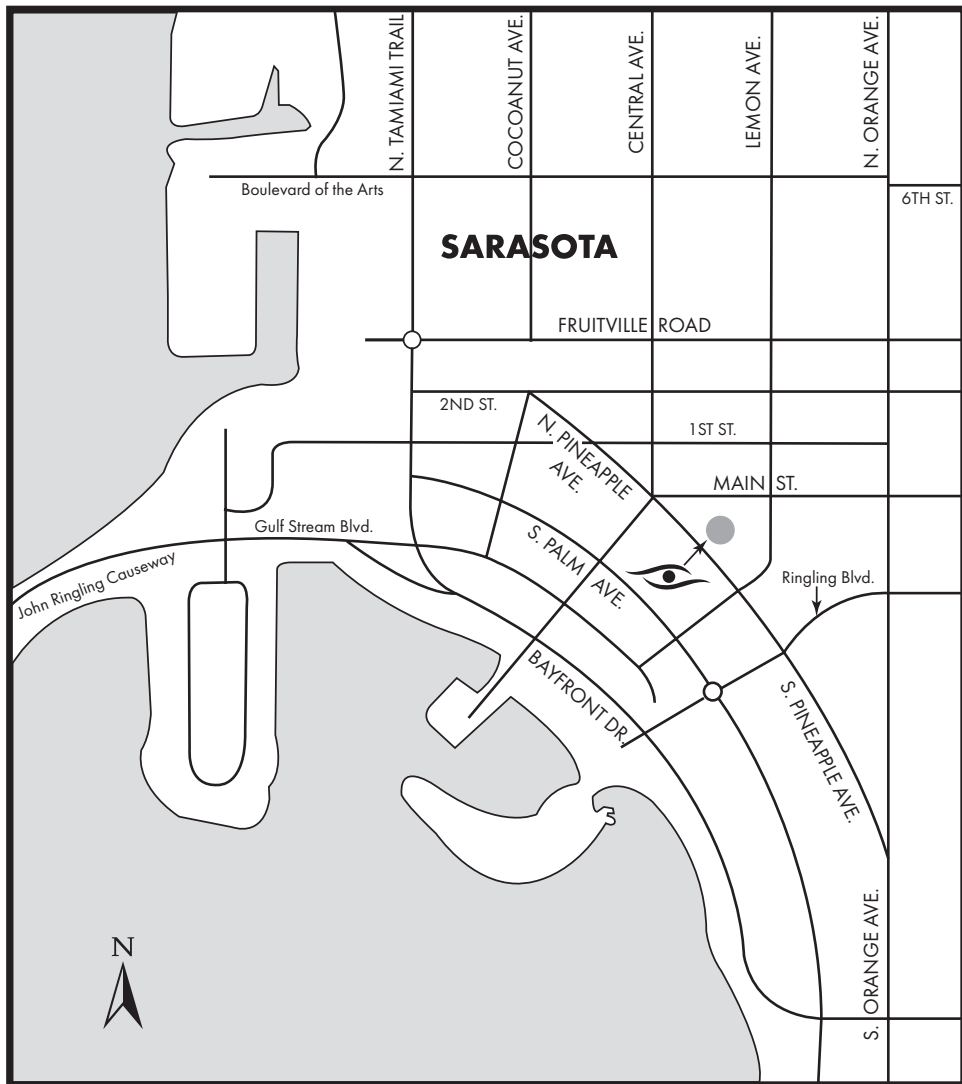 N. TAMIAMI TRAIL
COCOANUT AVE.
CENTRAL AVE.
LEMON AVE.
N. ORANGE AVE.
Boulevard of the Arts
6TH ST.
SARASOTA
FRUITVILLE ROAD
2ND ST.
N. PINEAPPLE
AVE.
1ST ST.
MAIN ST.
Gulf Stream Blvd.
S. PALM AVE.
John Ringling Causeway
Ringling Blvd.
BAYFRONT DR.
S. PINEAPPLE AVE.
S. ORANGE AVE.
N